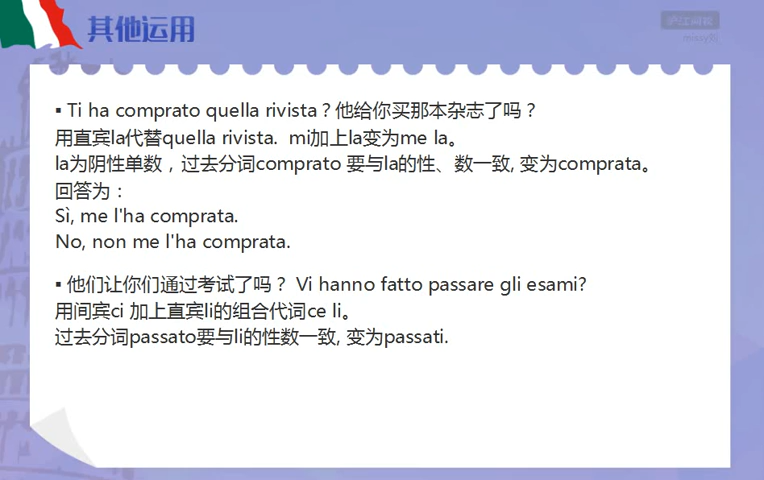 其他运用
沪江网校
missy9ii
▪ Ti ha comprato quella rivista？他给你买那本杂志了吗？
用直宾la代替quella rivista. mi加上la变为me la。
la为阴性单数，过去分词comprato 要与la的性、数一致, 变为comprata。
回答为：
Sì, me l'ha comprata.
No, non me l'ha comprata.
▪ 他们让你们通过考试了吗？ Vi hanno fatto passare gli esami?
用间宾ci 加上直宾li的组合代词ce li。
过去分词passato要与li的性数一致, 变为passati.